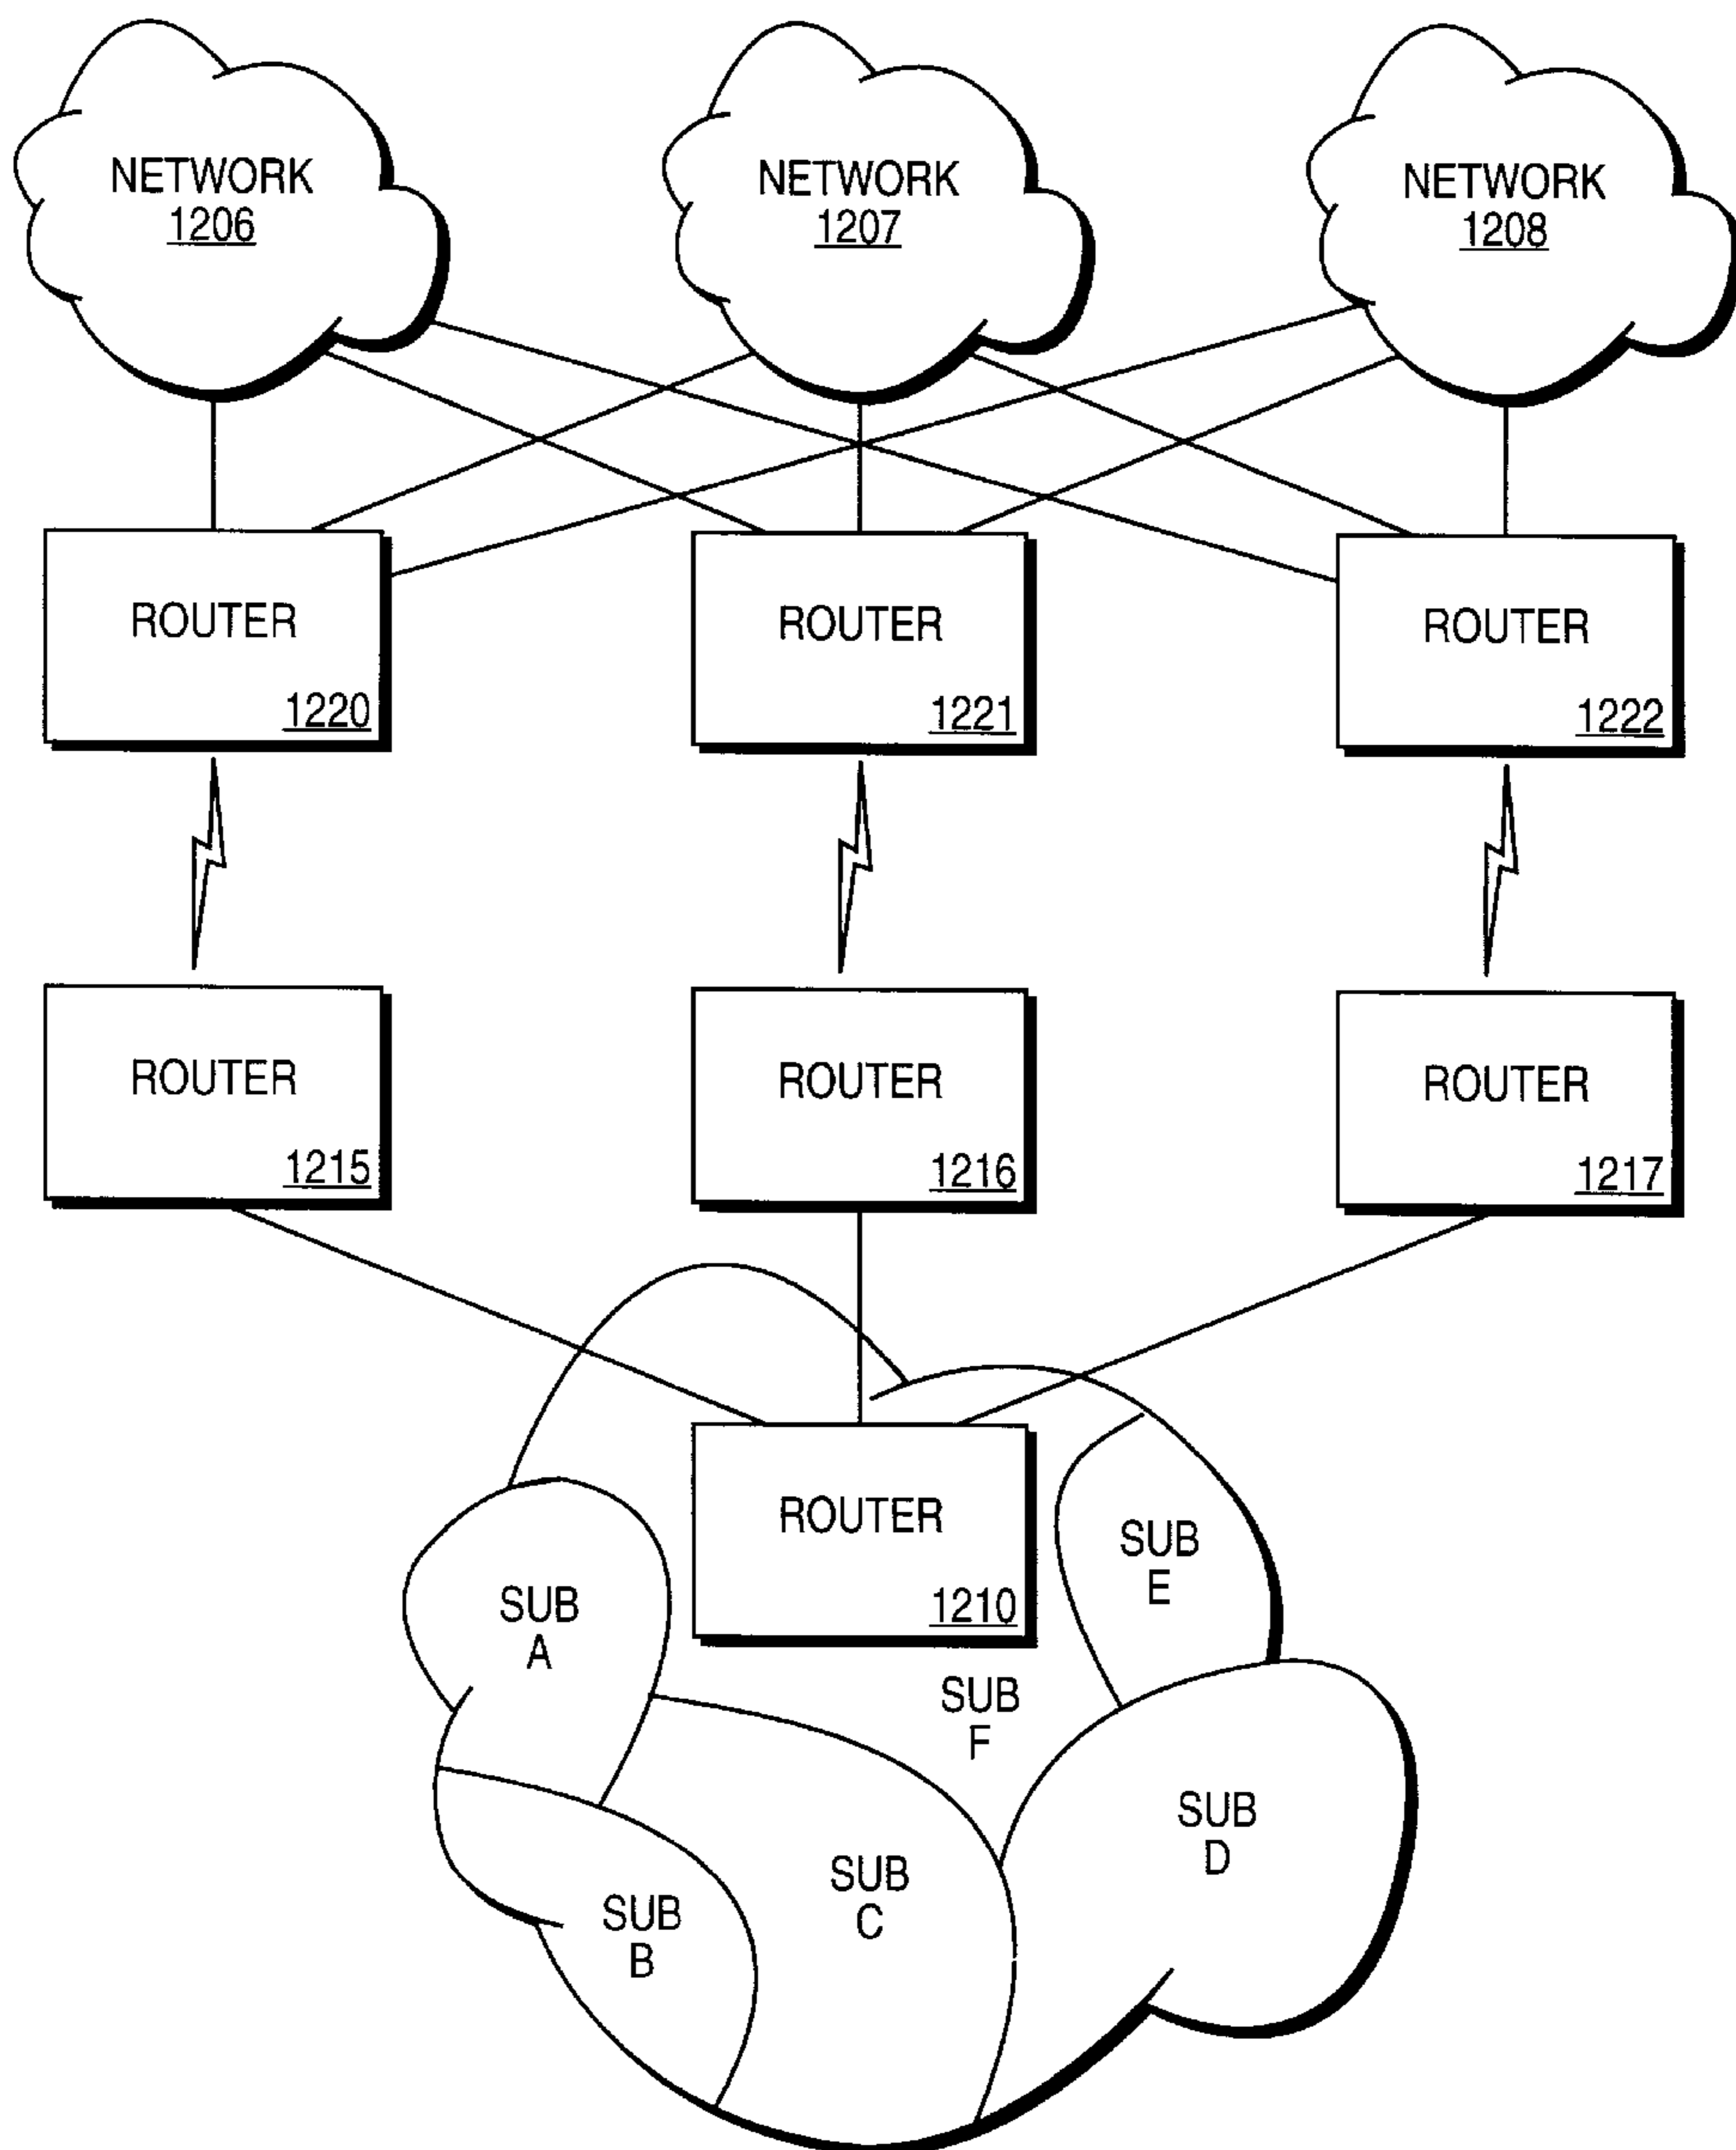 NETWORK
1206
NETWORK
1207
NETWORK
1208
ROUTER
1220
ROUTER
1221
ROUTER
1222
ROUTER
1215
ROUTER
1216
ROUTER
1217
ROUTER
1210
SUB
A
SUB
B
SUB
C
SUB
D
SUB
E
SUB
F